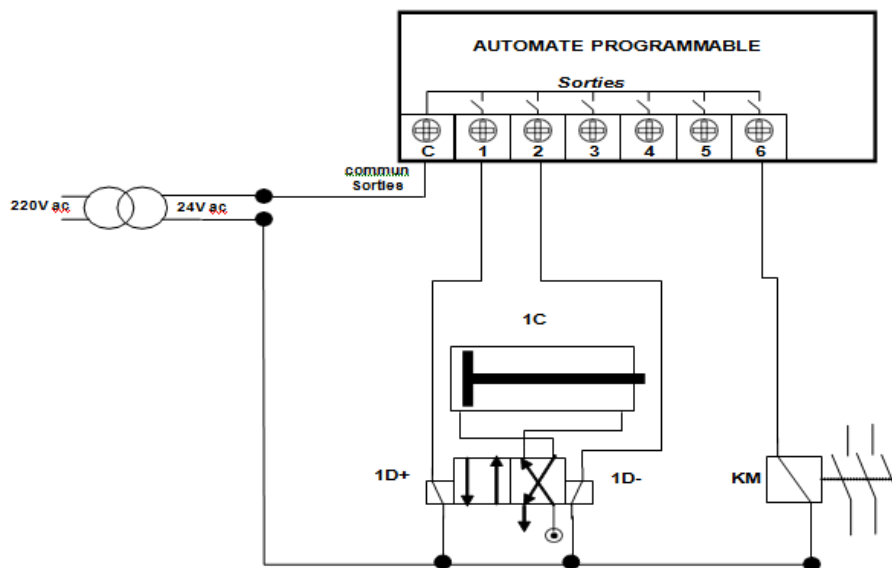 AUTOMATE PROGRAMMABLE
Sorties
C 1 2 3 4 5 6
commun
Sorties
220V ac
24V ac
1C
1D+
1D-
KM